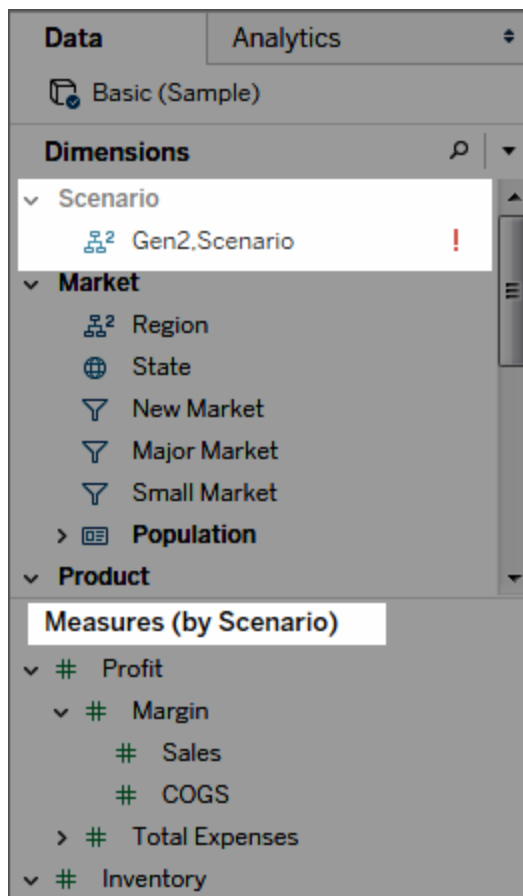 Data
Analytics
Basic (Sample)
Dimensions
Scenario
Gen2,Scenario !
Market
Region
State
New Market
Major Market
Small Market
Population
Product
Measures (by Scenario)
# Profit
# Margin
# Sales
# COGS
# Total Expenses
# Inventory